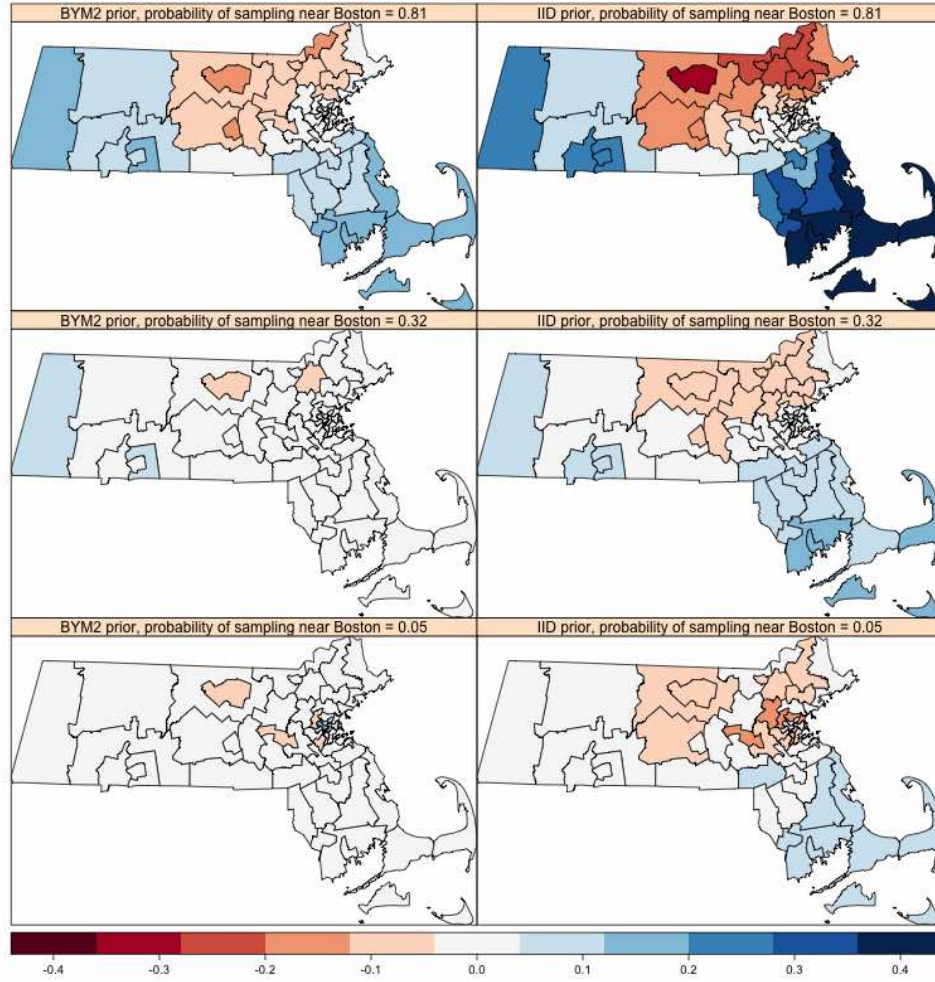 BYM2 prior, probability of sampling near Boston = 0.81
IID prior, probability of sampling near Boston = 0.81
BYM2 prior, probability of sampling near Boston = 0.32
IID prior, probability of sampling near Boston = 0.32
BYM2 prior, probability of sampling near Boston = 0.05
IID prior, probability of sampling near Boston = 0.05
-0.4 -0.3 -0.2 -0.1 0.0 0.1 0.2 0.3 0.4